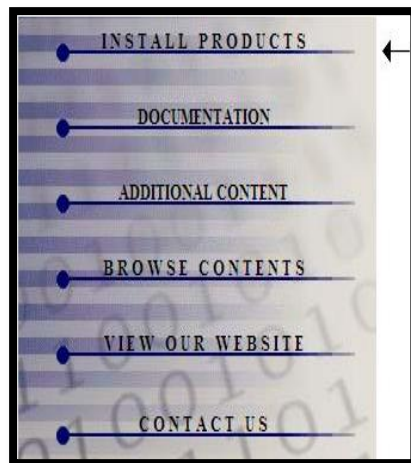 INSTALL PRODUCTS
DOCUMENTATION
ADDITIONAL CONTENT
BROWSE CONTENTS
VIEW OUR WEBSITE
CONTACT US